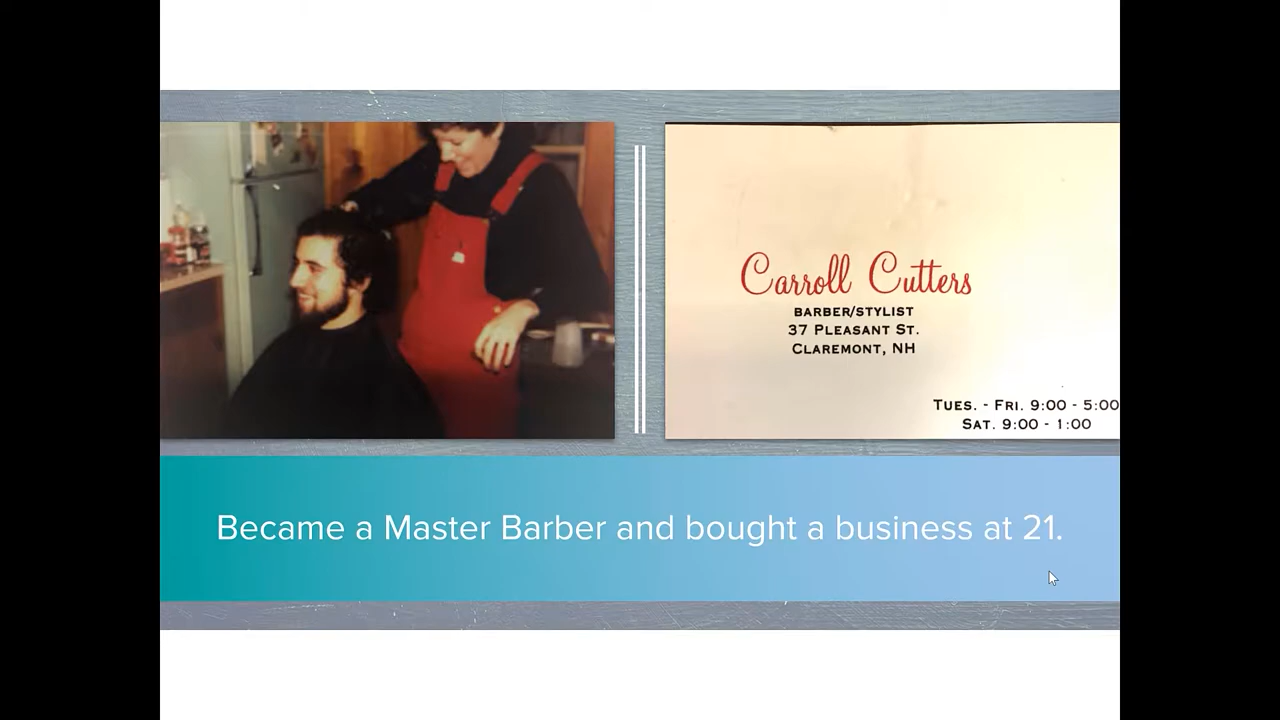 Carroll Cutters
BARBER/STYLIST
37 PLEASANT ST.
CLAREMONT, NH
TUES. - FRI. 9:00 - 5:00
SAT. 9:00 - 1:00
Became a Master Barber and bought a business at 21.